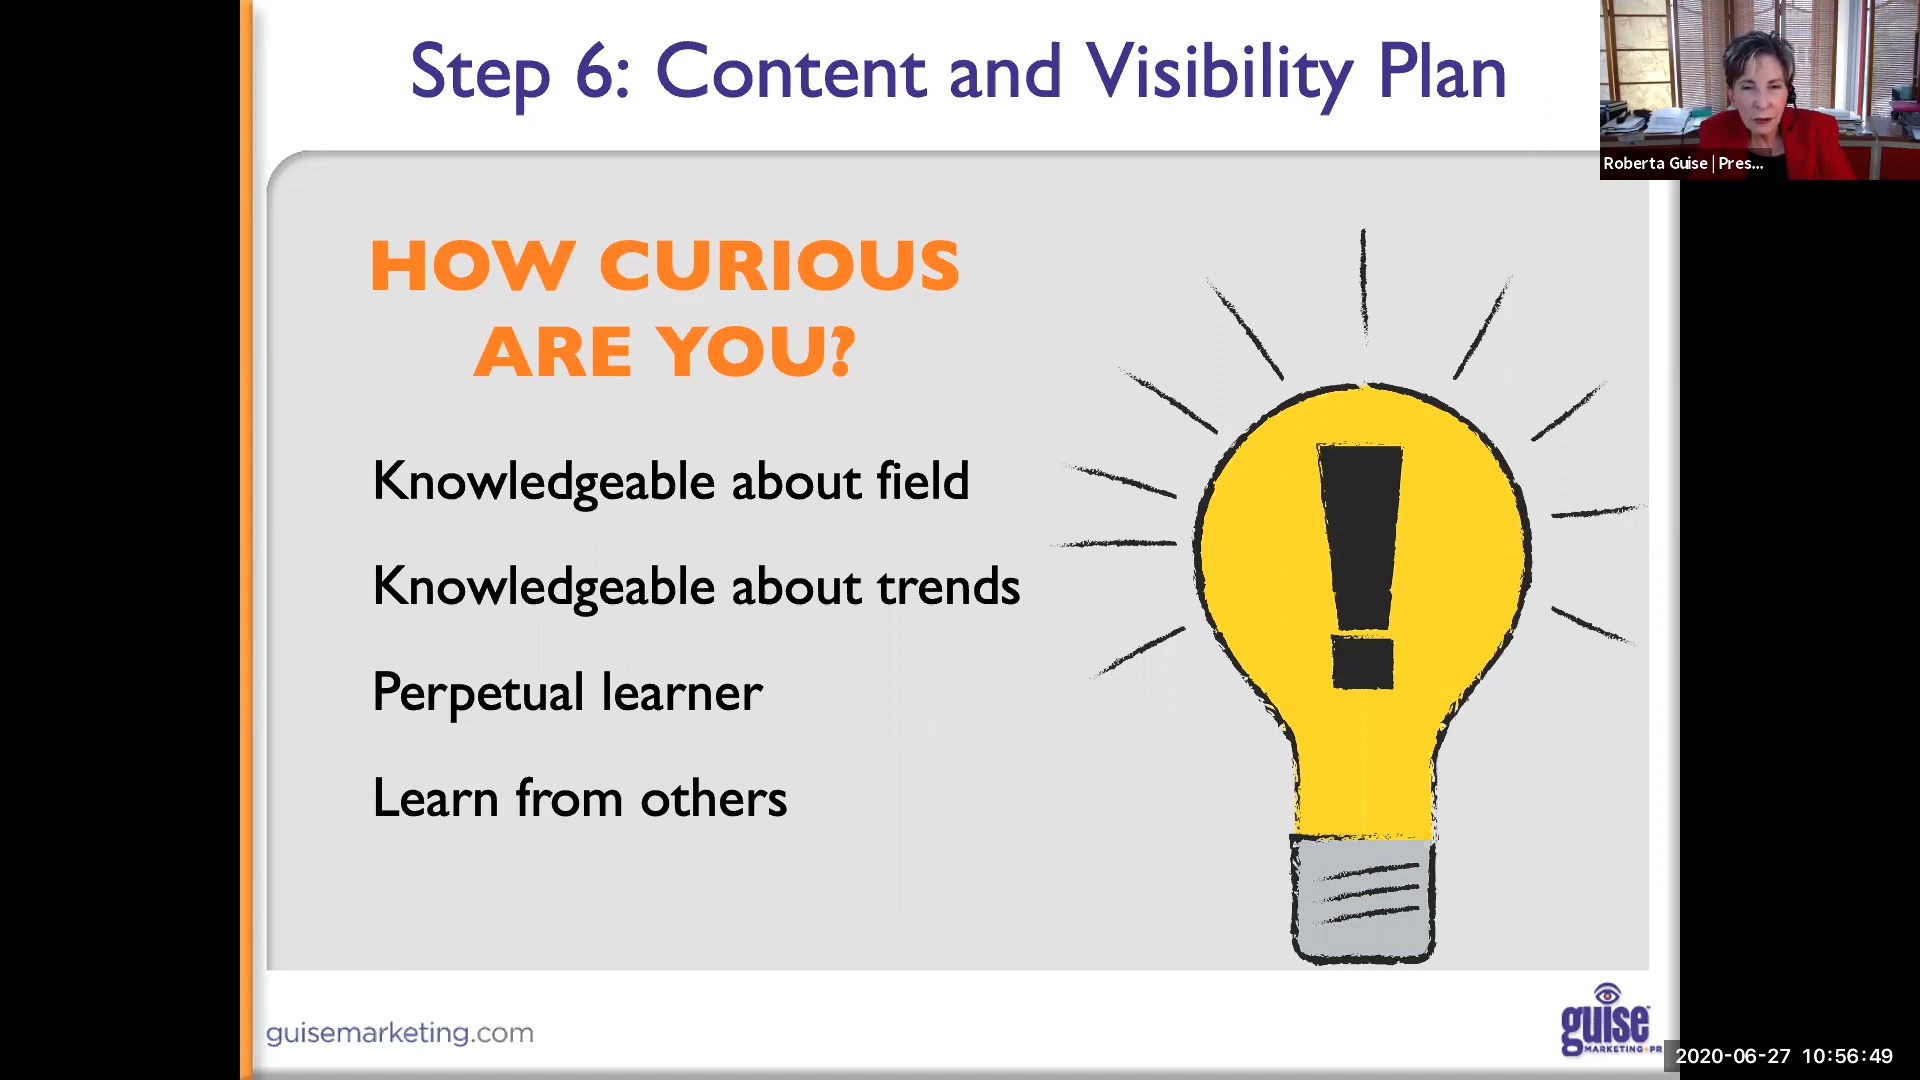 Step 6: Content and Visibility Plan
Roberta Guise | Pres...
HOW CURIOUS
ARE YOU?
Knowledgeable about field
Knowledgeable about trends
Perpetual learner
Learn from others
!
guisemarketing.com
guise
MARKETING+PR
2020-06-27 10:56:49